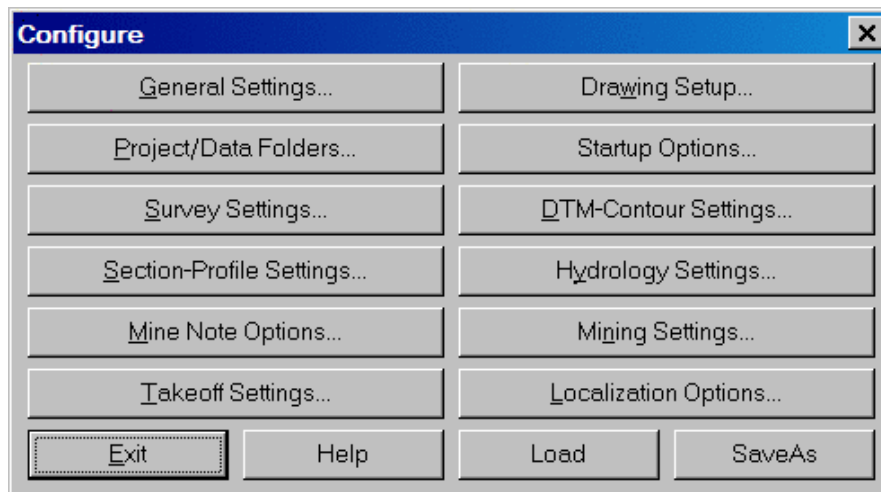 Configure
General Settings...
Drawing Setup...
Project/Data Folders...
Startup Options...
Survey Settings...
DTM-Contour Settings...
Section-Profile Settings...
Hydrology Settings...
Mine Note Options...
Mining Settings...
Takeoff Settings...
Localization Options...
Exit
Help
Load
SaveAs